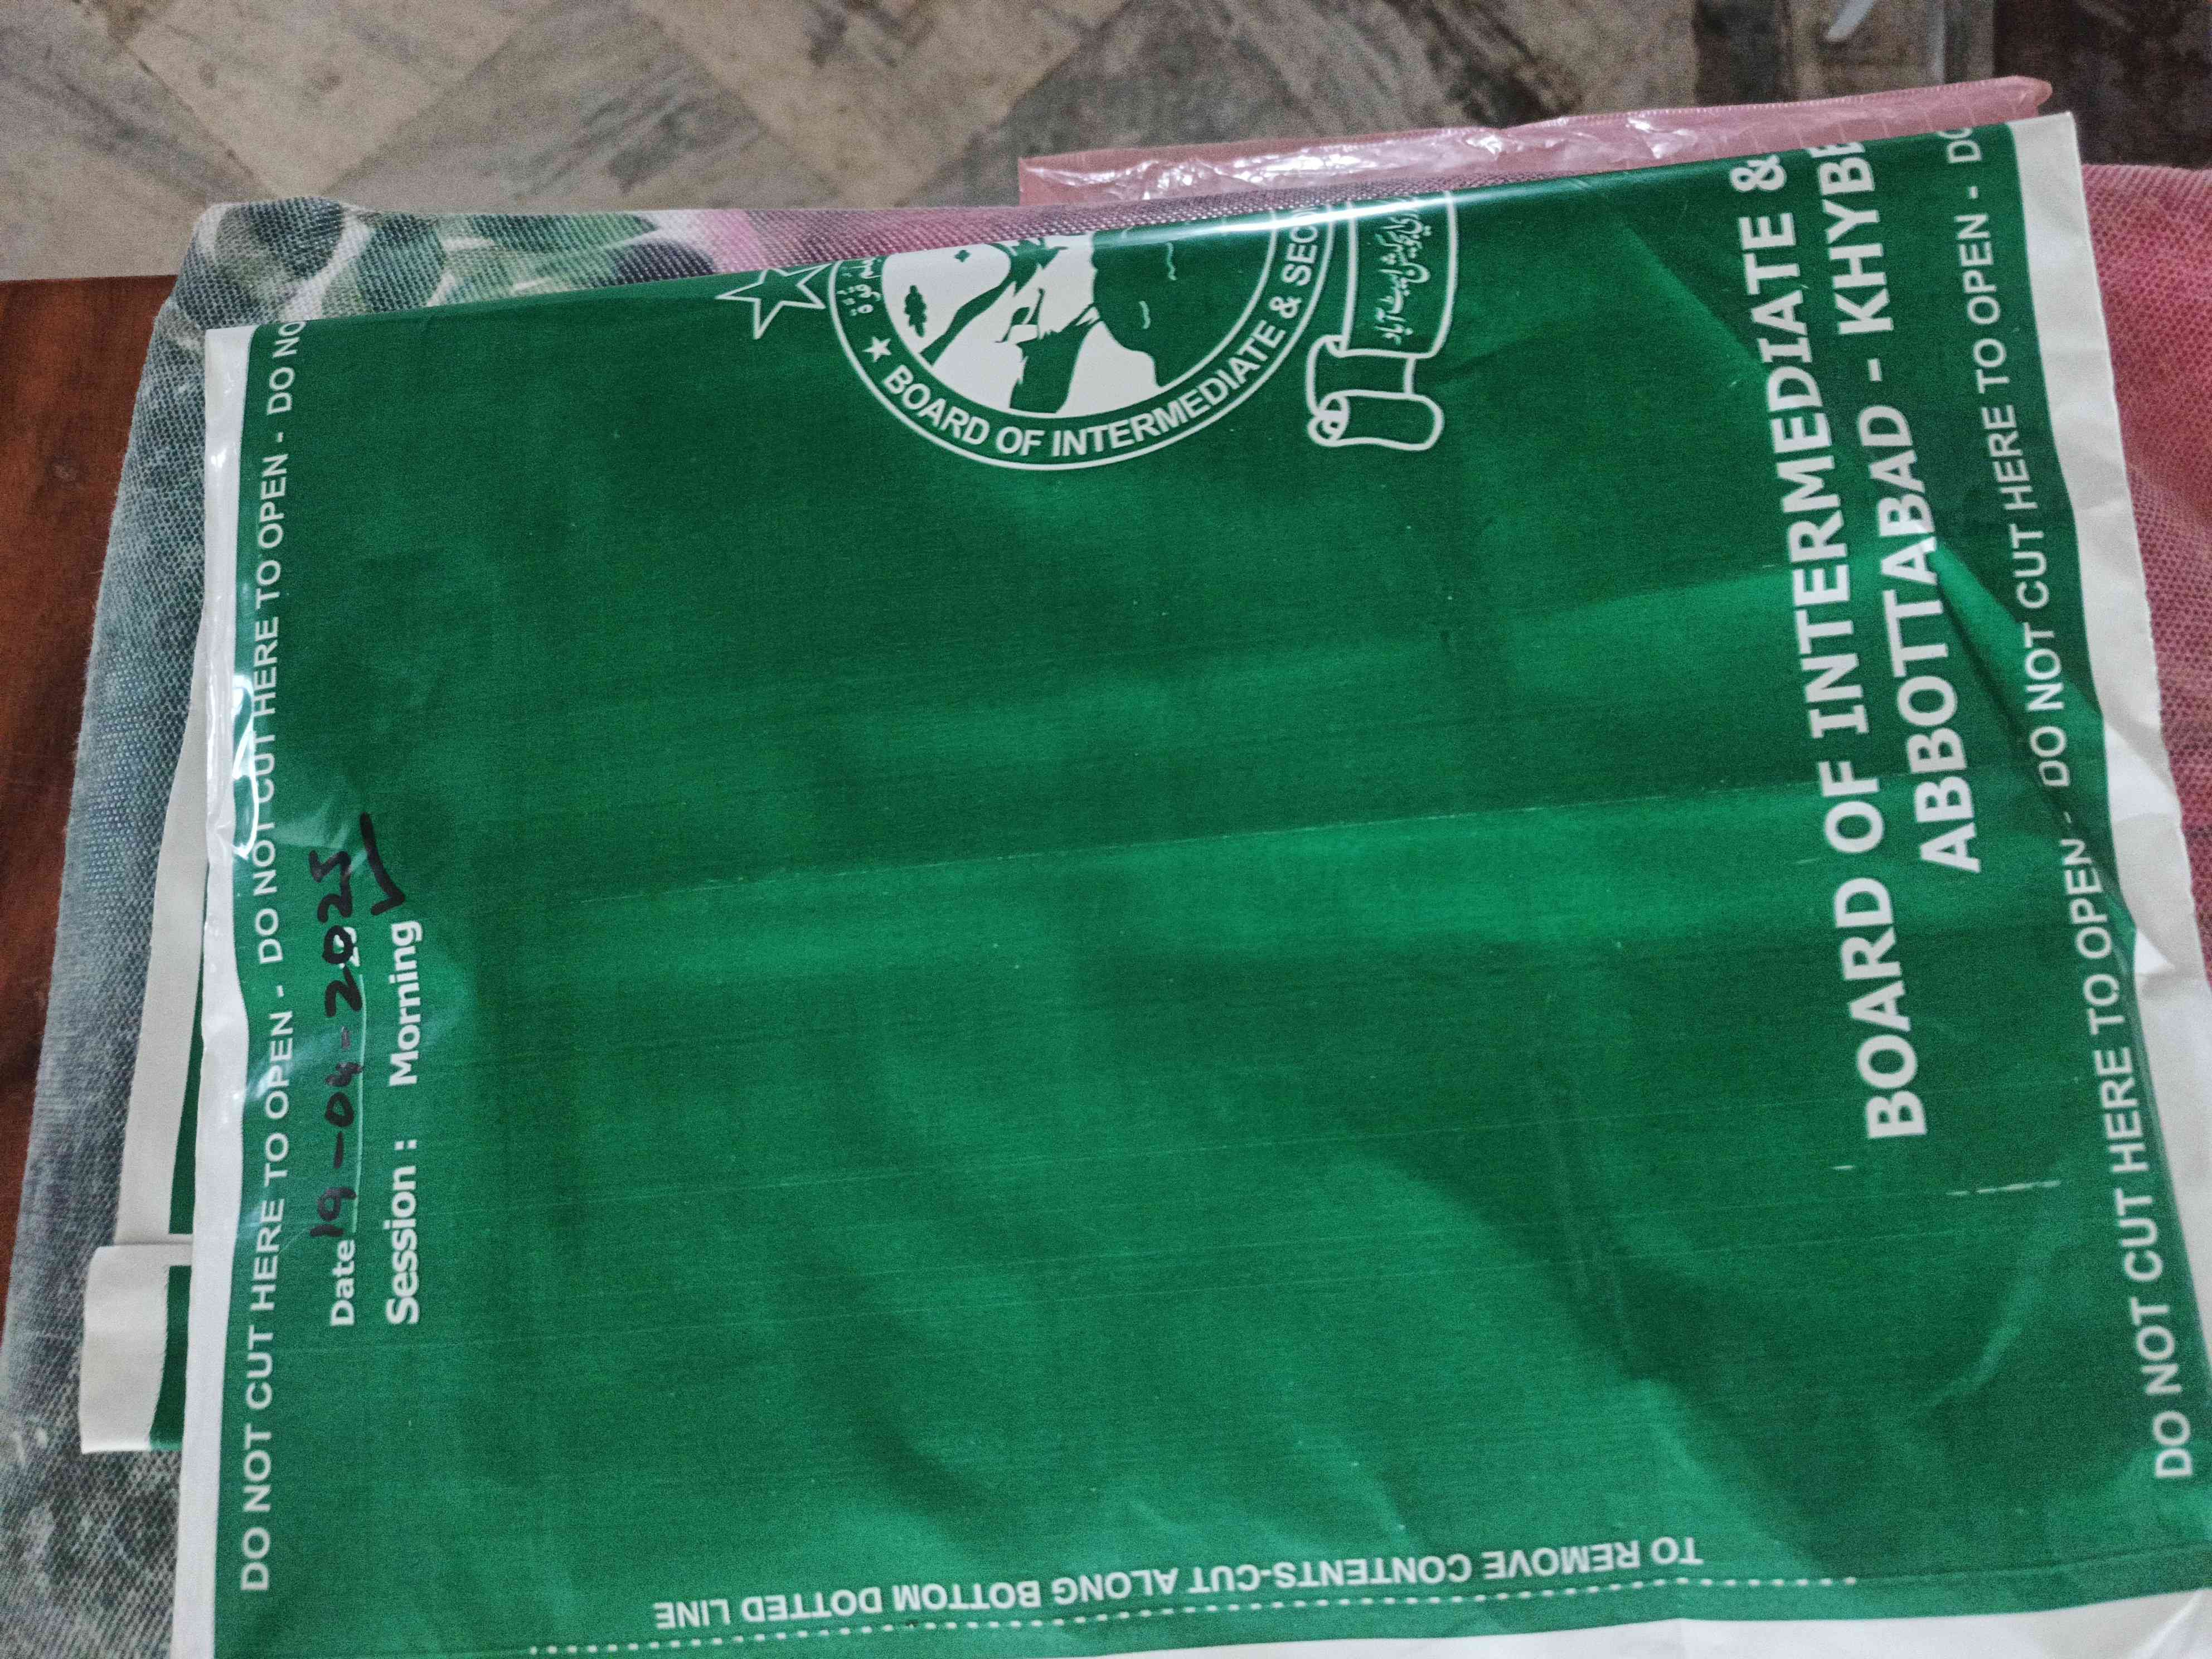 DO NOT CUT HERE TO OPEN - DO NOT CUT HERE TO OPEN - DO NO
Date 19-04-2025
Session : Morning ✓
★ BOARD OF INTERMEDIATE & SEC
BOARD OF INTERMEDIATE &
ABBOTTABAD - KHYBE
DO NOT CUT HERE TO OPEN - DO NOT CUT HERE TO OPEN - DO
TO REMOVE CONTENTS-CUT ALONG BOTTOM DOTTED LINE